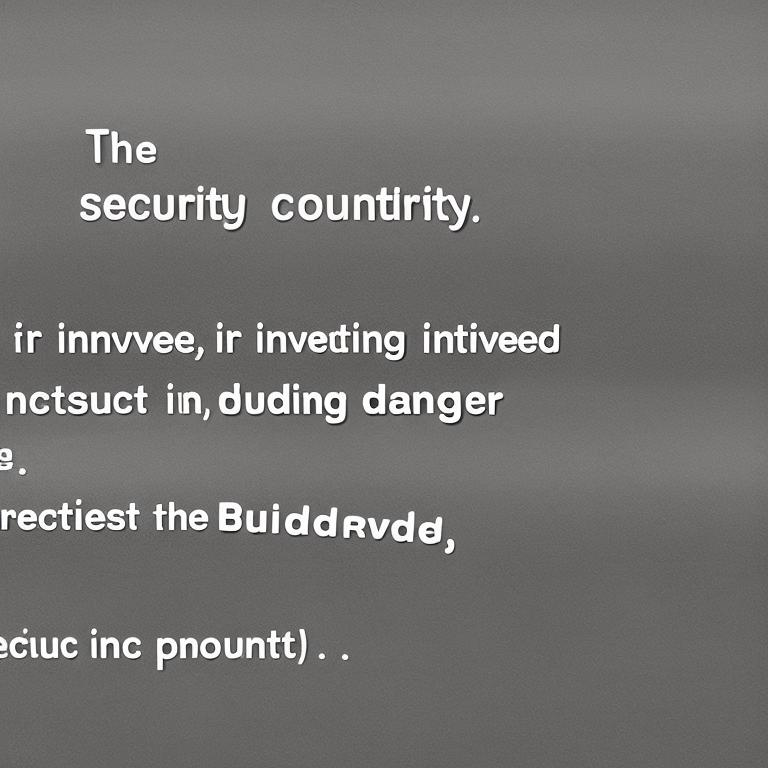 The
security countirity.
ir innvvee, ir invetting intiveed
nctsuct in, duding danger
e.
rectiest the BuiddRvdd,
eciuc inc pnountt) . .